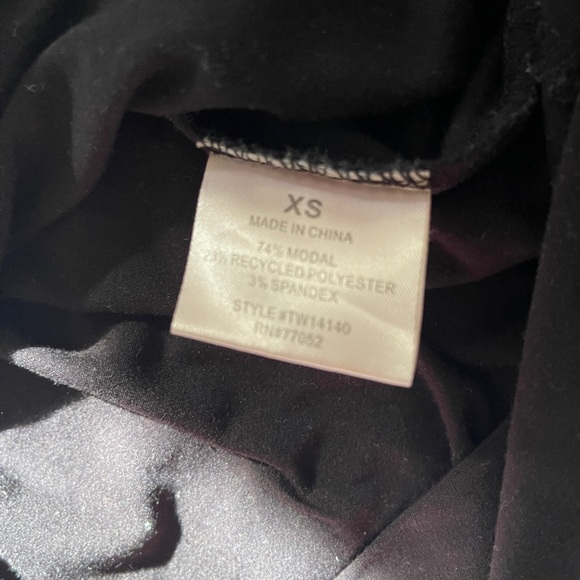 XS
MADE IN CHINA
74% MODAL
23% RECYCLED POLYESTER
3% SPANDEX
STYLE #TW14140
RN#77052